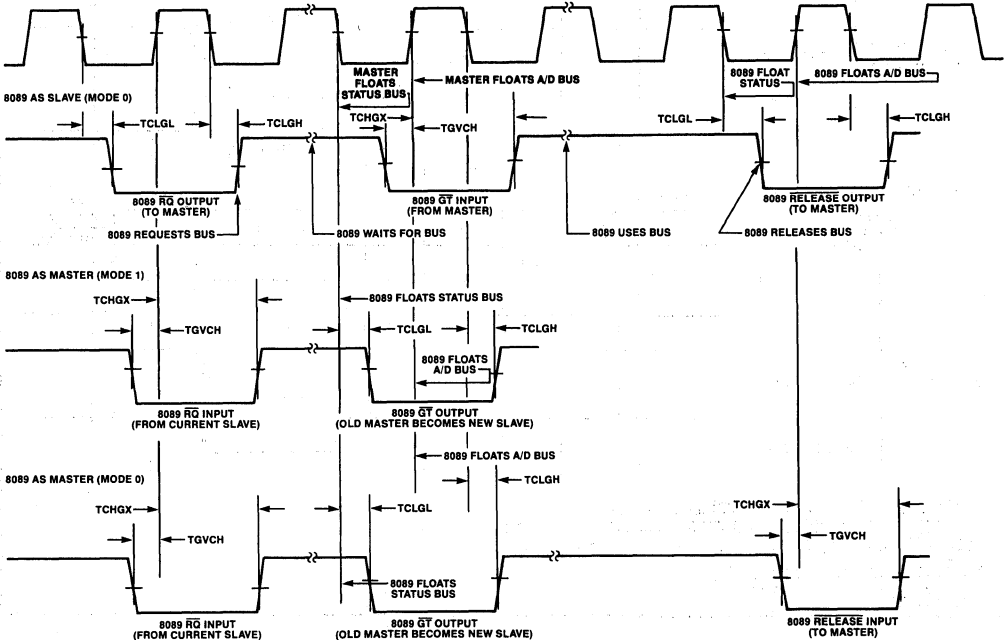 MASTER
FLOATS
STATUS BUS
MASTER FLOATS A/D BUS
8089 FLOAT
STATUS
8089 FLOATS A/D BUS
8089 AS SLAVE (MODE 0)
TCLGL
TCLGH
TCHGX
TGVCH
TCLGL
TCLGH
8089 RQ OUTPUT
(TO MASTER)
8089 GT INPUT
(FROM MASTER)
8089 RELEASE OUTPUT
(TO MASTER)
8089 REQUESTS BUS
8089 WAITS FOR BUS
8089 USES BUS
8089 RELEASES BUS
8089 AS MASTER (MODE 1)
TCHGX
8089 FLOATS STATUS BUS
TGVCH
TCLGL
TCLGH
8089 FLOATS
A/D BUS
8089 RQ INPUT
(FROM CURRENT SLAVE)
8089 GT OUTPUT
(OLD MASTER BECOMES NEW SLAVE)
8089 FLOATS A/D BUS
8089 AS MASTER (MODE 0)
TCLGH
TCHGX
TCLGL
TCHGX
TGVCH
TGVCH
8089 FLOATS
STATUS BUS
8089 RQ INPUT
(FROM CURRENT SLAVE)
8089 GT OUTPUT
(OLD MASTER BECOMES NEW SLAVE)
8089 RELEASE INPUT
(TO MASTER)